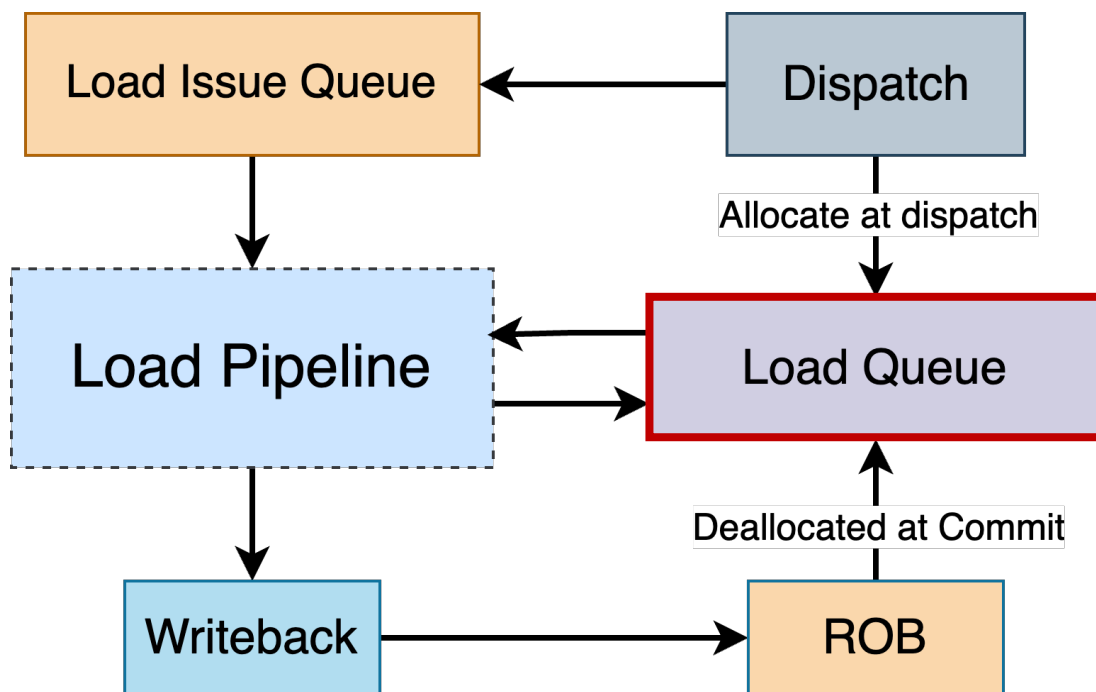 Load Issue Queue
Dispatch
Allocate at dispatch
Load Pipeline
Load Queue
Deallocated at Commit
Writeback
ROB